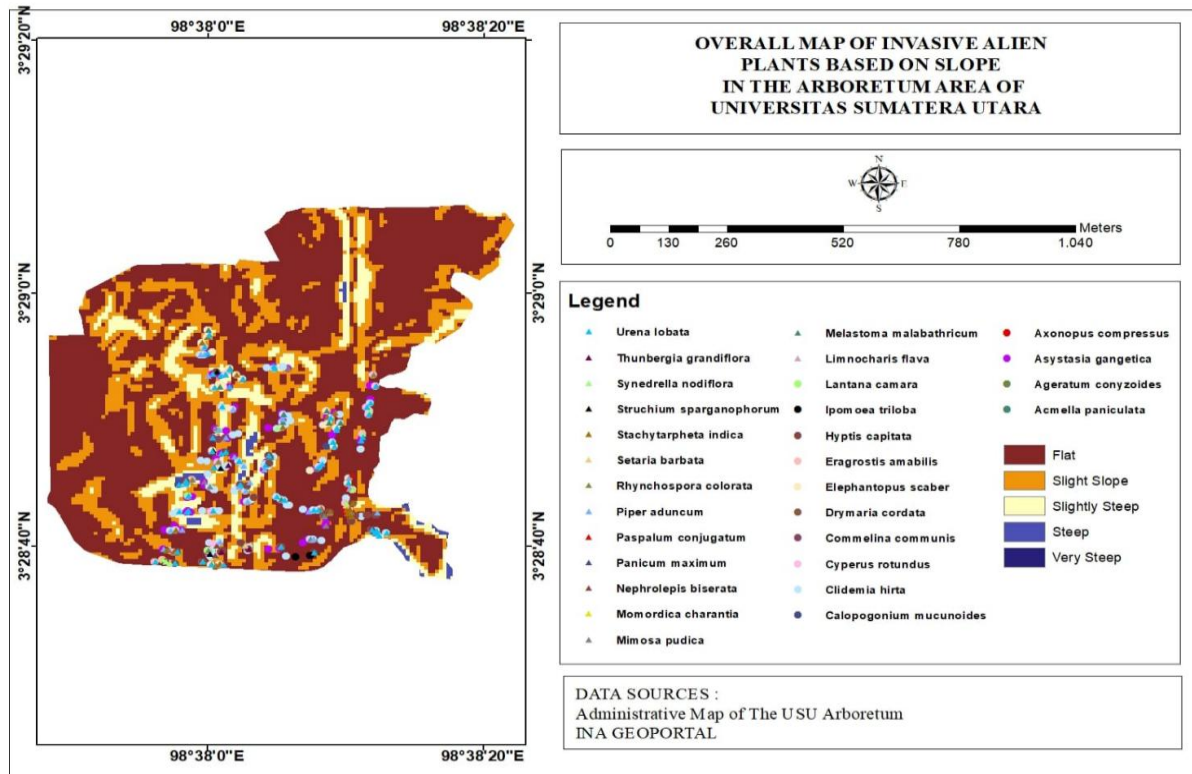 98°38'0"E
98°38'20"E
3°29'20"N
3°29'0"N
3°28'40"N
3°29'0"N
3°28'40"N
98°38'0"E
98°38'20"E
OVERALL MAP OF INVASIVE ALIEN
PLANTS BASED ON SLOPE
IN THE ARBORETUM AREA OF
UNIVERSITAS SUMATERA UTARA
N
W
E
S
Meters
0 130 260 520 780 1.040
Legend
Urena lobata
Thunbergia grandiflora
Synedrella nodiflora
Struchium sparganophorum
Stachytarpheta indica
Setaria barbata
Rhynchospora colorata
Piper aduncum
Paspalum conjugatum
Panicum maximum
Nephrolepis biserata
Momordica charantia
Mimosa pudica
Melastoma malabathricum
Limnocharis flava
Lantana camara
Ipomoea triloba
Hyptis capitata
Eragrostis amabilis
Elephantopus scaber
Drymaria cordata
Commelina communis
Cyperus rotundus
Clidemia hirta
Calopogonium mucunoides
Axonopus compressus
Asystasia gangetica
Ageratum conyzoides
Acmella paniculata
Flat
Slight Slope
Slightly Steep
Steep
Very Steep
DATA SOURCES :
Administrative Map of The USU Arboretum
INA GEOPORTAL